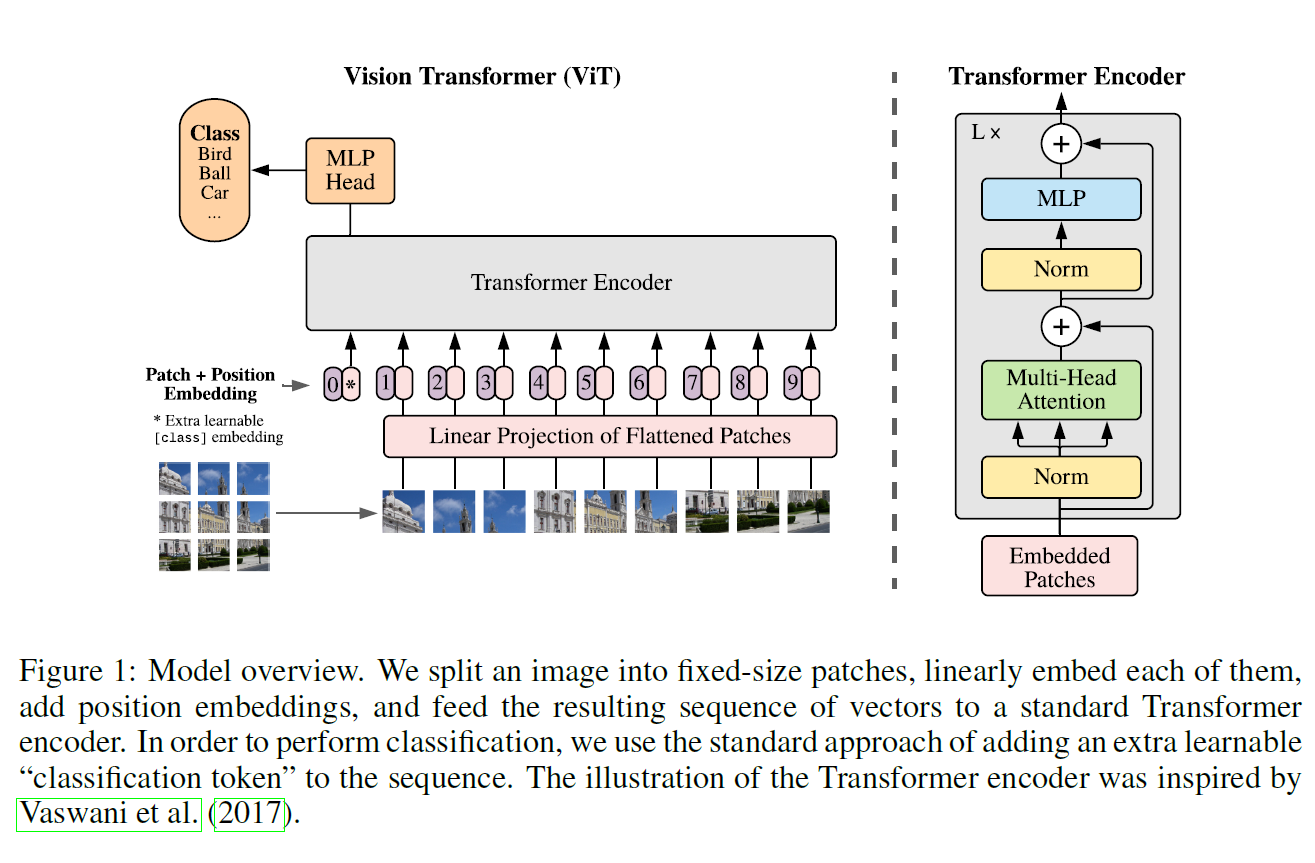 Vision Transformer (ViT)
Class
Bird
Ball
Car
...
MLP
Head
Transformer Encoder
Patch + Position
Embedding
* Extra learnable
[class] embedding
0 * 1 2 3 4 5 6 7 8 9
Linear Projection of Flattened Patches
Transformer Encoder
L ×
+
MLP
Norm
+
Multi-Head
Attention
Norm
Embedded
Patches
Figure 1: Model overview. We split an image into fixed-size patches, linearly embed each of them,
add position embeddings, and feed the resulting sequence of vectors to a standard Transformer
encoder. In order to perform classification, we use the standard approach of adding an extra learnable
“classification token” to the sequence. The illustration of the Transformer encoder was inspired by
Vaswani et al. (2017).